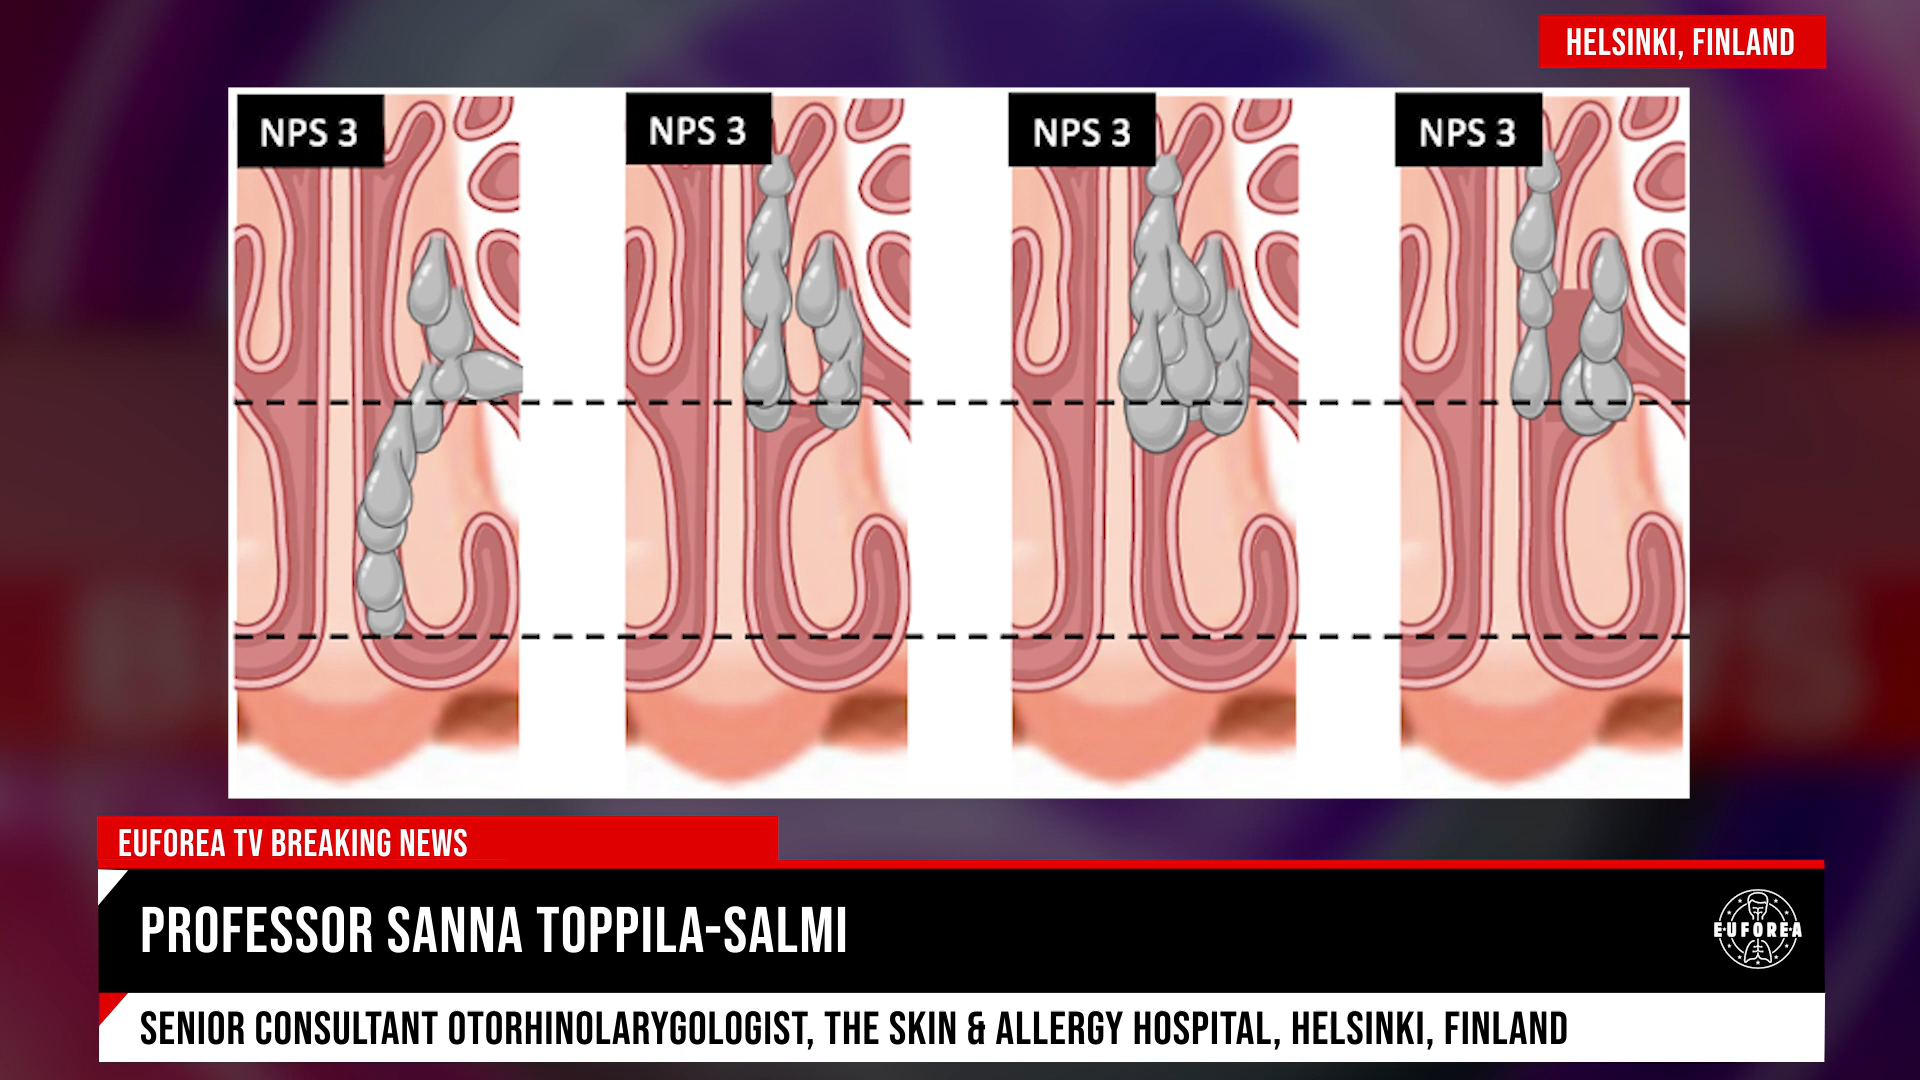 HELSINKI, FINLAND
NPS 3
NPS 3
NPS 3
NPS 3
EUFOREA TV BREAKING NEWS
PROFESSOR SANNA TOPPILA-SALMI
EUFOREA
SENIOR CONSULTANT OTORHINOLARYGOLOGIST, THE SKIN & ALLERGY HOSPITAL, HELSINKI, FINLAND